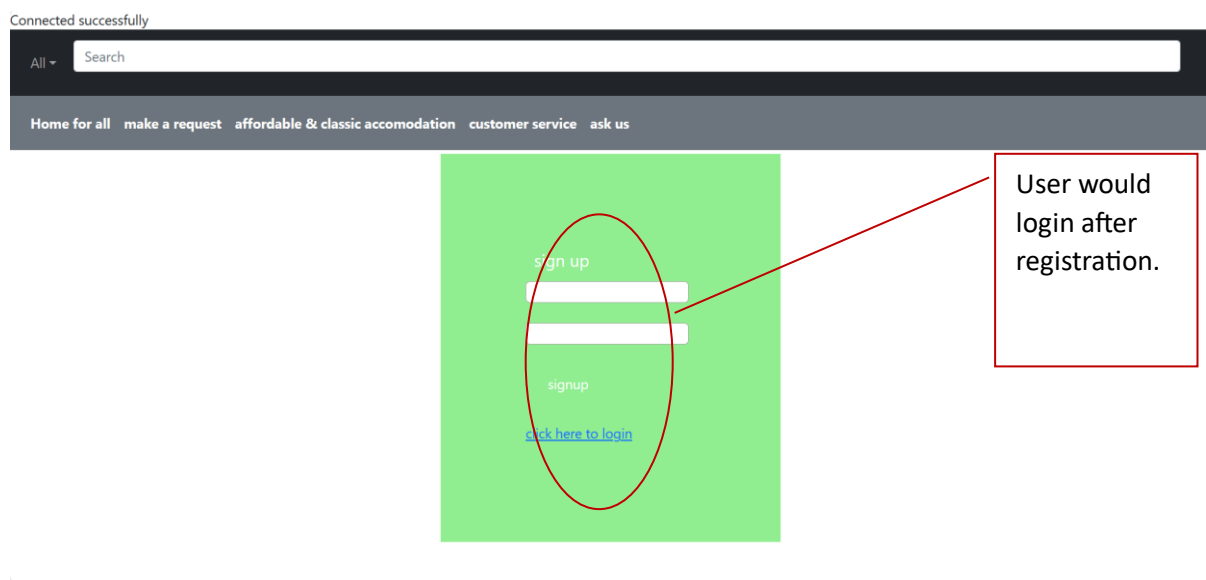 Connected successfully
All
Search
Home for all make a request affordable & classic accomodation customer service ask us
User would
login after
registration.
sign up
signup
click here to login